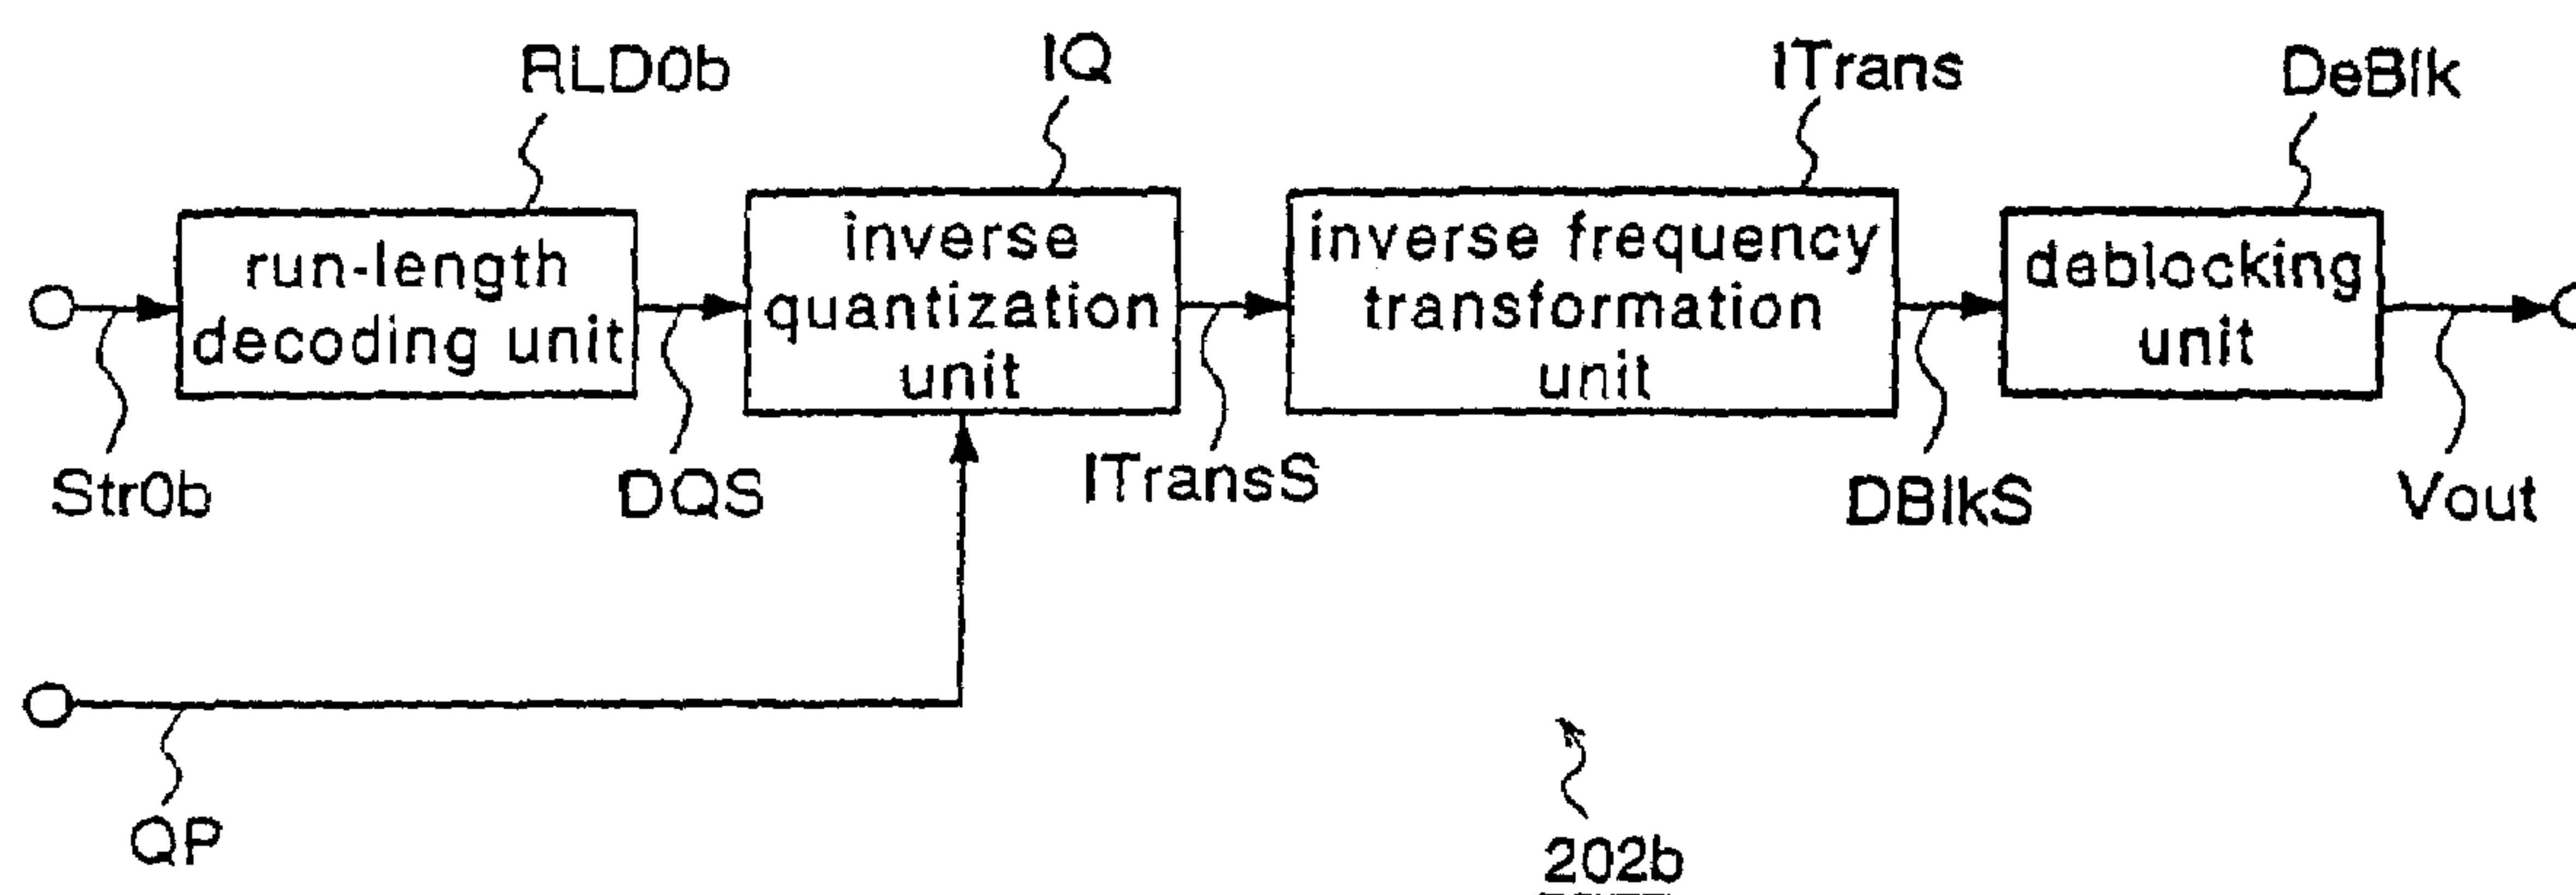 RLD0b
IQ
ITrans
DeBlk
run-length
decoding unit
inverse
quantization
unit
inverse frequency
transformation
unit
deblocking
unit
Str0b
DQS
ITransS
DBlkS
Vout
QP
202b